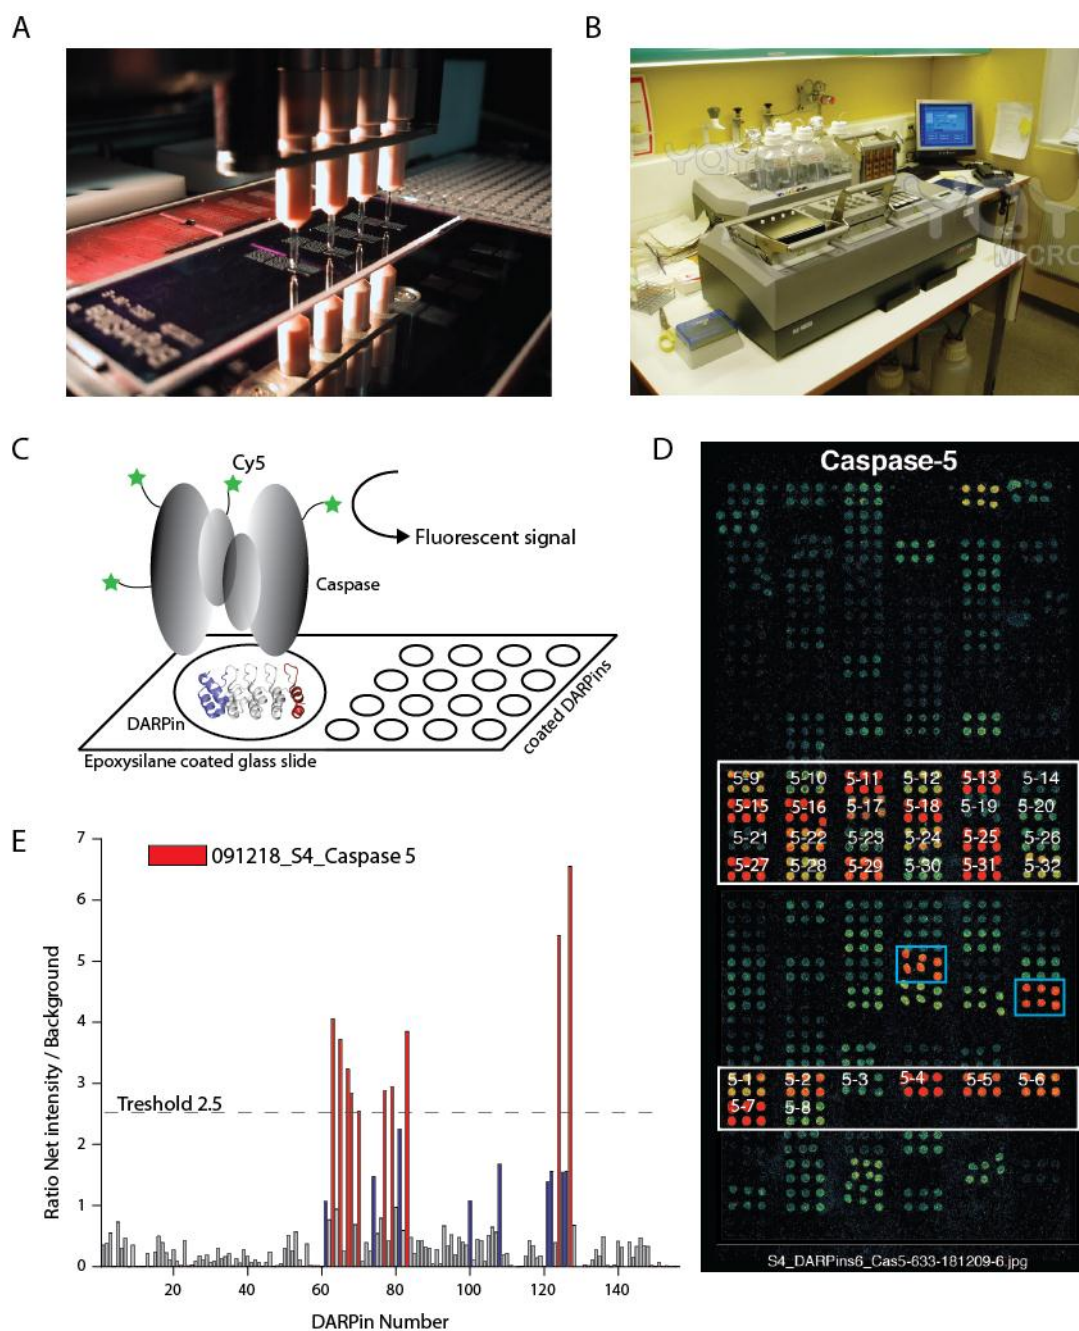 A
B
YAY
YAY
MICRO
C
Cy5
Fluorescent signal
Caspase
DARPin
Epoxysilane coated glass slide
coated DARPins
D
Caspase-5
5-9 5-10 5-11 5-12 5-13 5-14
5-15 5-16 5-17 5-18 5-19 5-20
5-21 5-22 5-23 5-24 5-25 5-26
5-27 5-28 5-29 5-30 5-31 5-32
5-1 5-2 5-3 5-4 5-5 5-6
5-7 5-8
S4_DARPins6_Cas5-633-181209-6.jpg
E
091218_S4_Caspase 5
Treshold 2.5
Ratio Net intensity / Background
7
6
5
4
3
2
1
0
20 40 60 80 100 120 140
DARPin Number